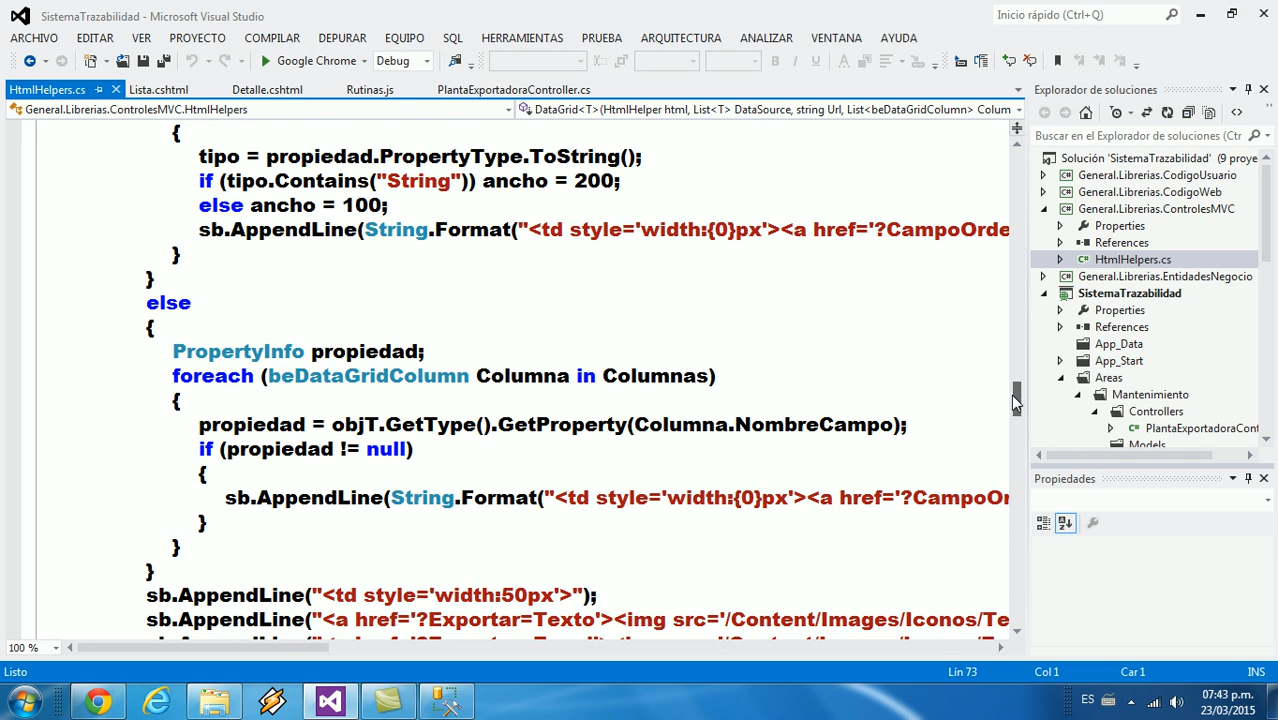 SistemaTrazabilidad - Microsoft Visual Studio
Inicio rápido (Ctrl+Q)
ARCHIVO EDITAR VER PROYECTO COMPILAR DEPURAR EQUIPO SQL HERRAMIENTAS PRUEBA ARQUITECTURA ANALIZAR VENTANA AYUDA
Google Chrome Debug
HtmlHelpers.cs Lista.cshtml Detalle.cshtml Rutinas.js PlantaExportadoraController.cs
General.Librerias.ControlesMVC.HtmlHelpers
DataGrid<T>(HtmlHelper html, List<T> DataSource, string Url, List<beDataGridColumn> Colum
{
tipo = propiedad.PropertyType.ToString();
if (tipo.Contains("String")) ancho = 200;
else ancho = 100;
sb.AppendLine(String.Format("<td style='width:{0}px'><a href='?CampoOrde
}
}
else
{
PropertyInfo propiedad;
foreach (beDataGridColumn Columna in Columnas)
{
propiedad = objT.GetType().GetProperty(Columna.NombreCampo);
if (propiedad != null)
{
sb.AppendLine(String.Format("<td style='width:{0}px'><a href='?CampoOr
}
}
}
sb.AppendLine("<td style='width:50px'>");
sb.AppendLine("<a href='?Exportar=Texto'><img src='/Content/Images/Iconos/Te
100 %
Explorador de soluciones
Buscar en el Explorador de soluciones (Ctr
Solución 'SistemaTrazabilidad' (9 proye
General.Librerias.CodigoUsuario
General.Librerias.CodigoWeb
General.Librerias.ControlesMVC
Properties
References
C# HtmlHelpers.cs
General.Librerias.EntidadesNegocio
SistemaTrazabilidad
Properties
References
App_Data
App_Start
Areas
Mantenimiento
Controllers
C# PlantaExportadoraCont
Models
Propiedades
Listo Lín 73 Col 1 Car 1 INS
ES
07:43 p.m.
23/03/2015